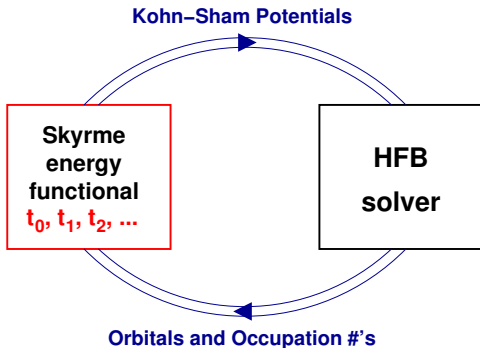 Kohn−Sham Potentials
Skyrme
energy
functional
t₀, t₁, t₂, ...
HFB
solver
Orbitals and Occupation #'s